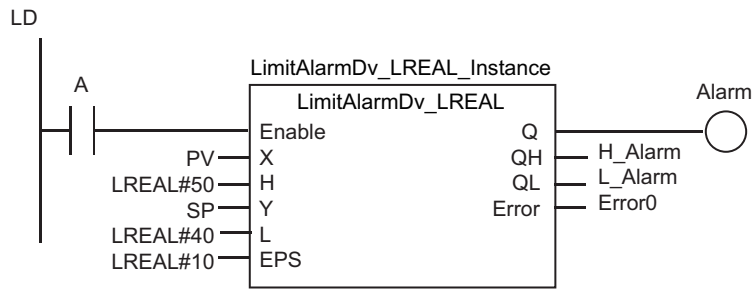 LD
A
LimitAlarmDv_LREAL_Instance
LimitAlarmDv_LREAL
Alarm
Enable Q
PV X QH H_Alarm
LREAL#50 H QL L_Alarm
SP Y Error Error0
LREAL#40 L
LREAL#10 EPS